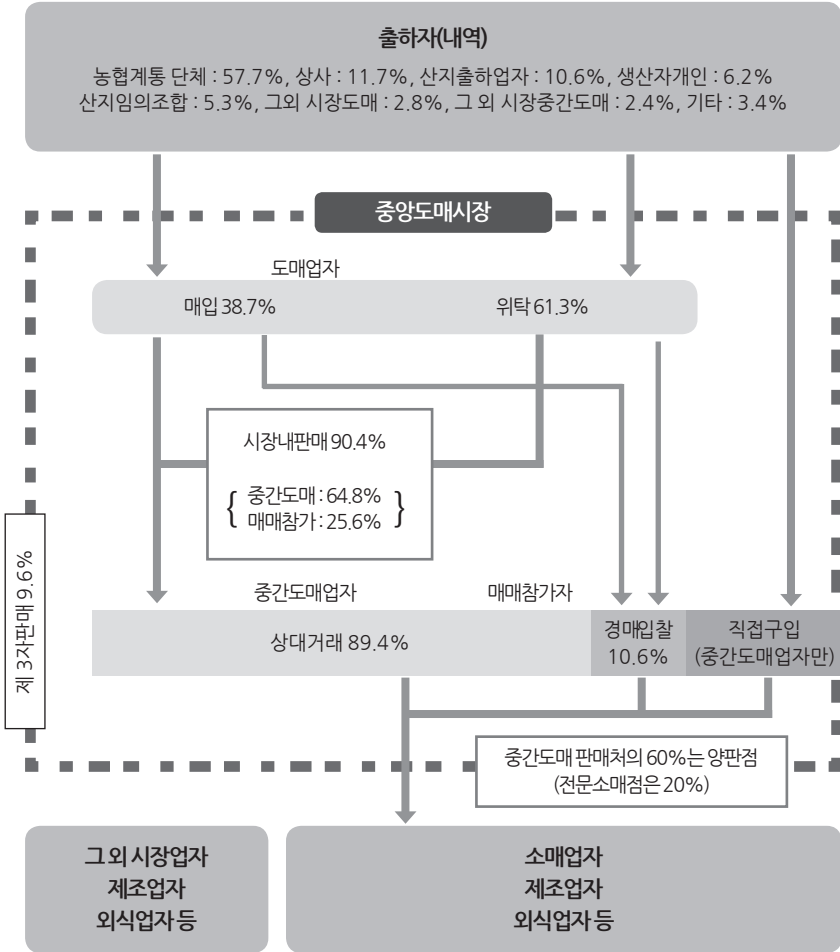 출하자(내역)
농협계통 단체 : 57.7%, 상사 : 11.7%, 산지출하업자 : 10.6%, 생산자개인 : 6.2%
산지임의조합 : 5.3%, 그외 시장도매 : 2.8%, 그 외 시장중간도매 : 2.4%, 기타 : 3.4%
중앙도매시장
도매업자
매입 38.7%
위탁 61.3%
시장내판매 90.4%
{ 중간도매 : 64.8% }
매매참가 : 25.6%
제 3자판매 9.6%
중간도매업자
매매참가자
상대거래 89.4%
경매입찰
10.6%
직접구입
(중간도매업자만)
중간도매 판매처의 60%는 양판점
(전문소매점은 20%)
그 외 시장업자
제조업자
외식업자 등
소매업자
제조업자
외식업자 등